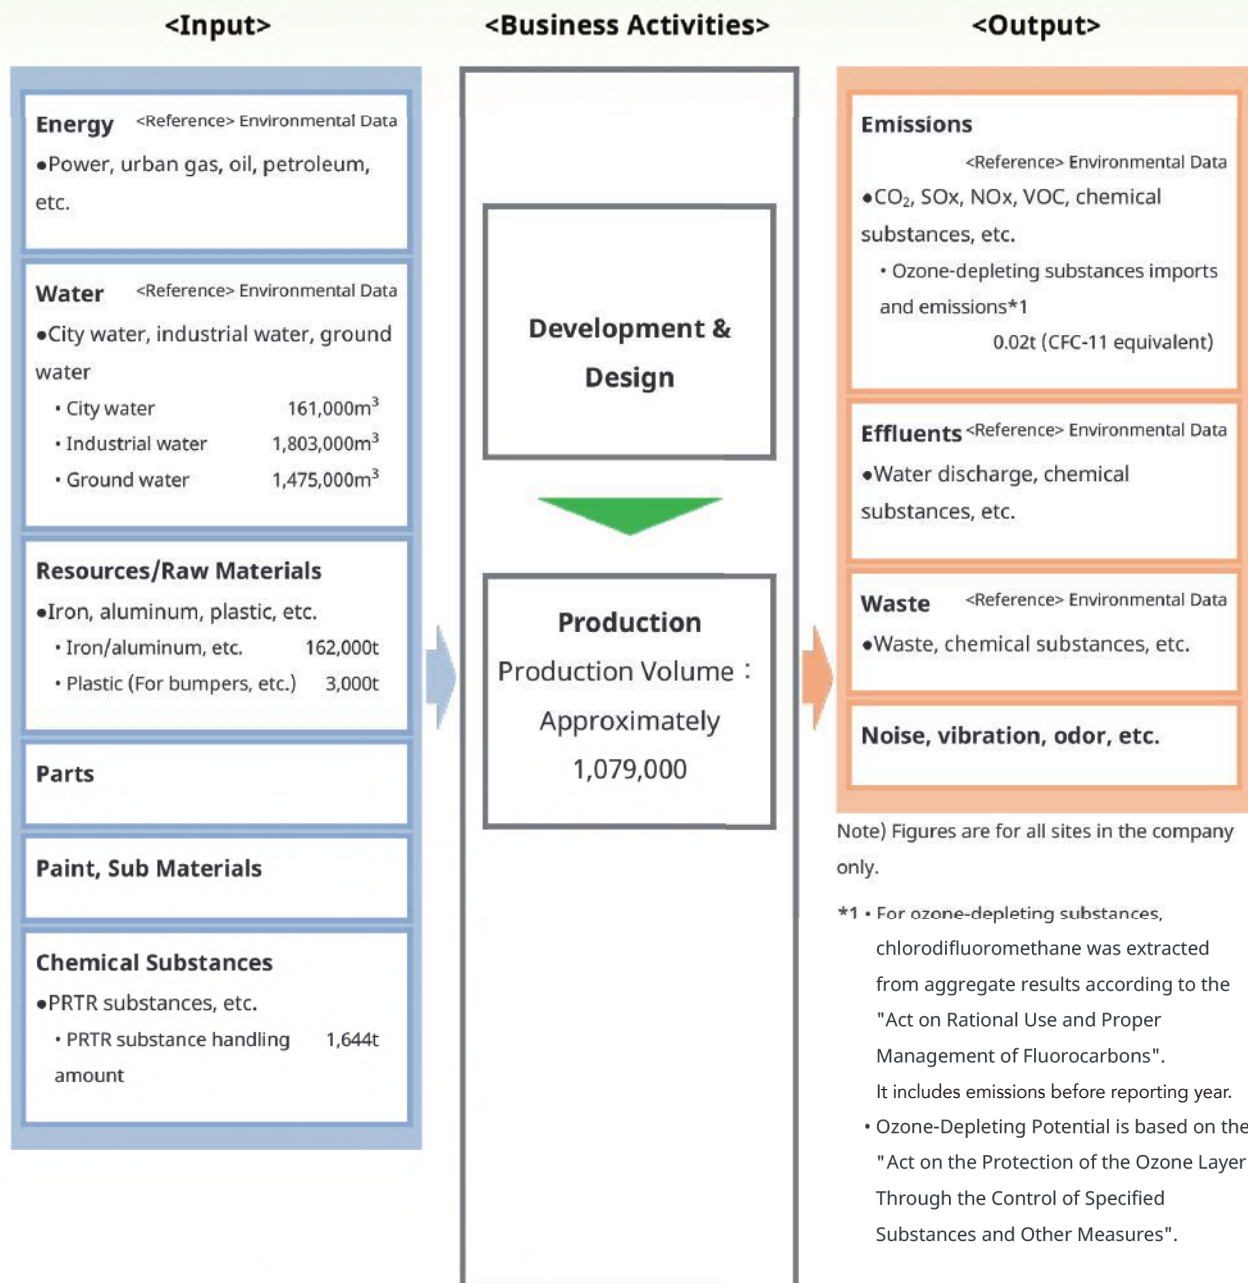 <Input>
Energy <Reference> Environmental Data
●Power, urban gas, oil, petroleum,
etc.
Water <Reference> Environmental Data
●City water, industrial water, ground
water
• City water 161,000m³
• Industrial water 1,803,000m³
• Ground water 1,475,000m³
Resources/Raw Materials
●Iron, aluminum, plastic, etc.
• Iron/aluminum, etc. 162,000t
• Plastic (For bumpers, etc.) 3,000t
Parts
Paint, Sub Materials
Chemical Substances
●PRTR substances, etc.
• PRTR substance handling 1,644t
amount
<Business Activities>
Development &
Design
Production
Production Volume：
Approximately
1,079,000
<Output>
Emissions
<Reference> Environmental Data
●CO₂, SOx, NOx, VOC, chemical
substances, etc.
• Ozone-depleting substances imports
and emissions*1
0.02t (CFC-11 equivalent)
Effluents <Reference> Environmental Data
●Water discharge, chemical
substances, etc.
Waste <Reference> Environmental Data
●Waste, chemical substances, etc.
Noise, vibration, odor, etc.
Note) Figures are for all sites in the company
only.
*1 • For ozone-depleting substances,
chlorodifluoromethane was extracted
from aggregate results according to the
"Act on Rational Use and Proper
Management of Fluorocarbons".
It includes emissions before reporting year.
• Ozone-Depleting Potential is based on the
"Act on the Protection of the Ozone Layer
Through the Control of Specified
Substances and Other Measures".